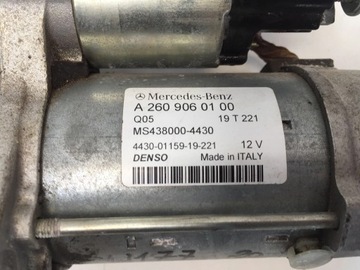 Mercedes-Benz
A 260 906 01 00
Q05 19 T 221
MS438000-4430
4430-01159-19-221 12 V
DENSO Made in ITALY